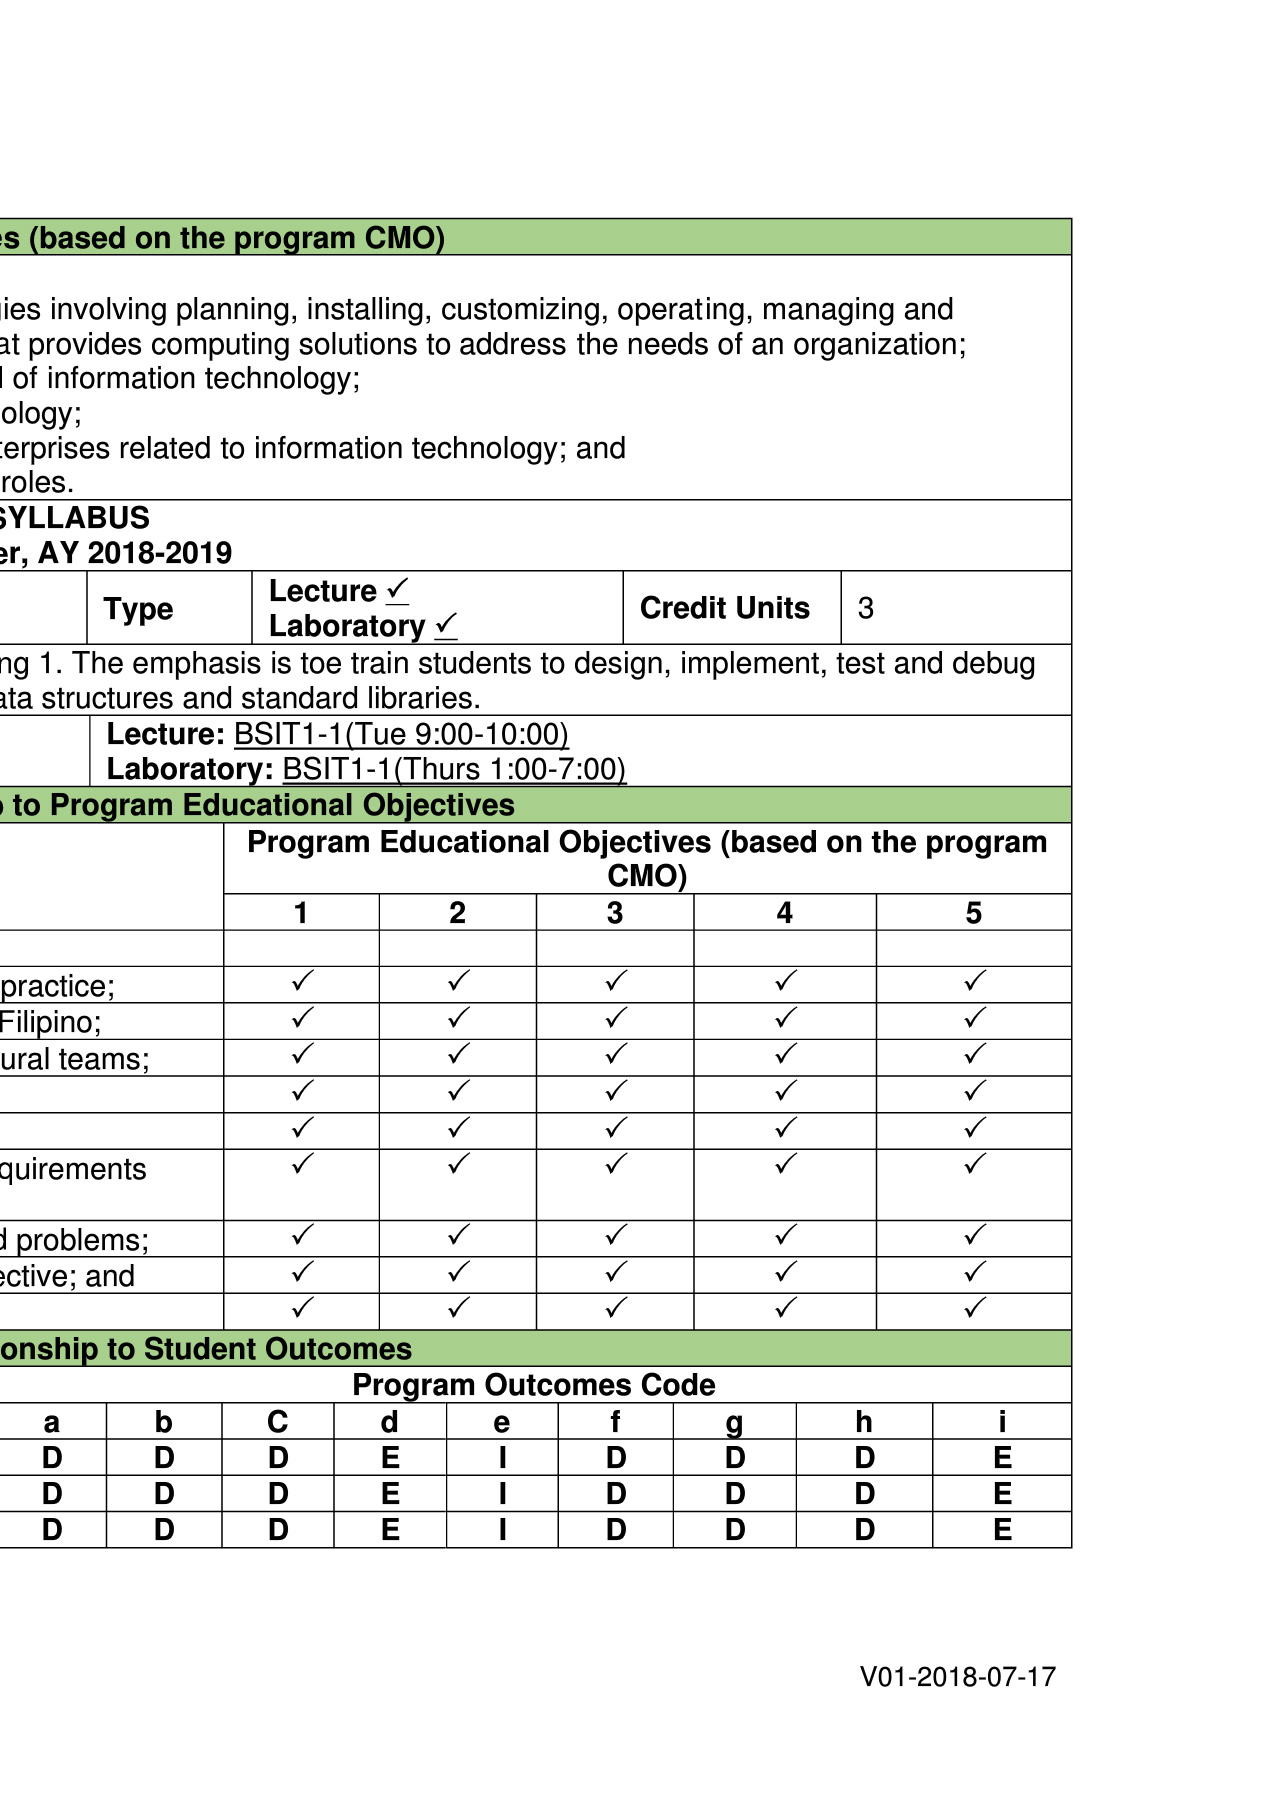 es (based on the program CMO)
gies involving planning, installing, customizing, operating, managing and
at provides computing solutions to address the needs of an organization;
d of information technology;
ology;
terprises related to information technology; and
roles.
SYLLABUS
er, AY 2018-2019
Type
Lecture ✓
Laboratory ✓
Credit Units
3
ng 1. The emphasis is toe train students to design, implement, test and debug
ata structures and standard libraries.
Lecture: BSIT1-1(Tue 9:00-10:00)
Laboratory: BSIT1-1(Thurs 1:00-7:00)
p to Program Educational Objectives
Program Educational Objectives (based on the program
CMO)
1 2 3 4 5
practice; ✓ ✓ ✓ ✓ ✓
Filipino; ✓ ✓ ✓ ✓ ✓
ural teams; ✓ ✓ ✓ ✓ ✓
✓ ✓ ✓ ✓ ✓
✓ ✓ ✓ ✓ ✓
quirements ✓ ✓ ✓ ✓ ✓
d problems; ✓ ✓ ✓ ✓ ✓
ective; and ✓ ✓ ✓ ✓ ✓
✓ ✓ ✓ ✓ ✓
onship to Student Outcomes
Program Outcomes Code
a b C d e f g h i
D D D E I D D D E
D D D E I D D D E
D D D E I D D D E
V01-2018-07-17